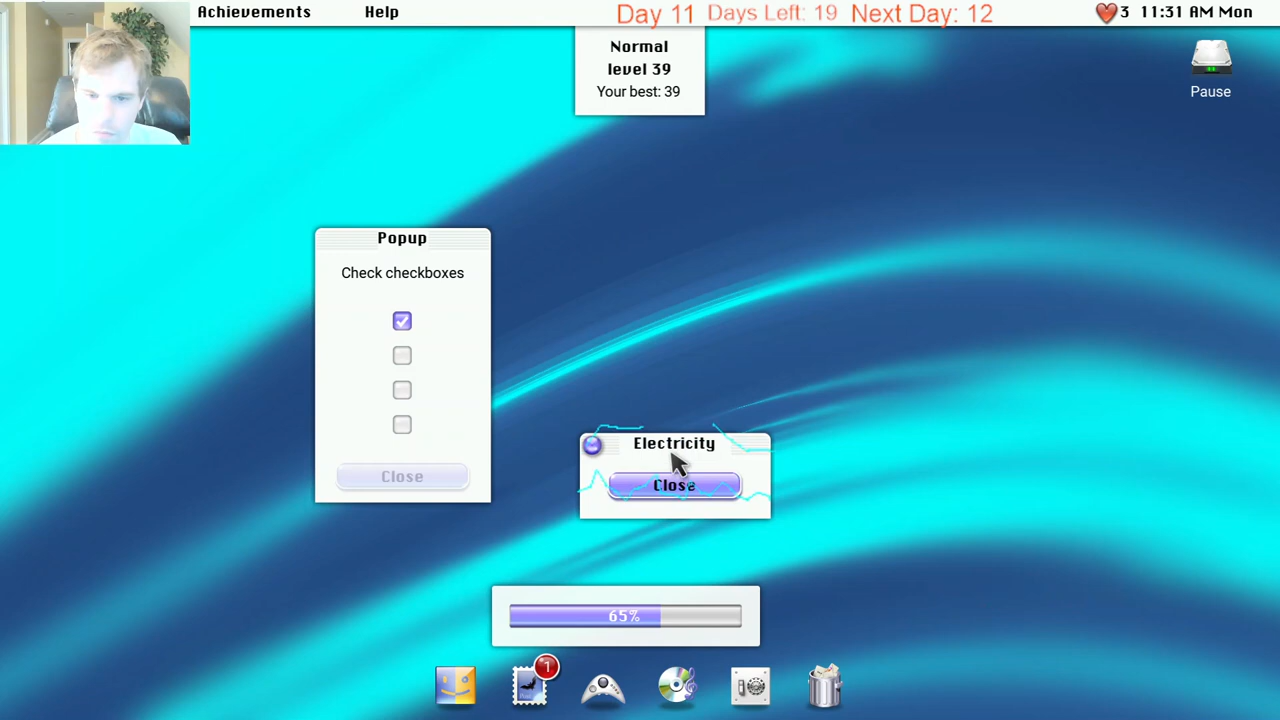 Achievements Help Day 11 Days Left: 19 Next Day: 12 3 11:31 AM Mon
Normal
level 39
Your best: 39
Pause
Popup
Check checkboxes
Close
Electricity
Close
65%
1